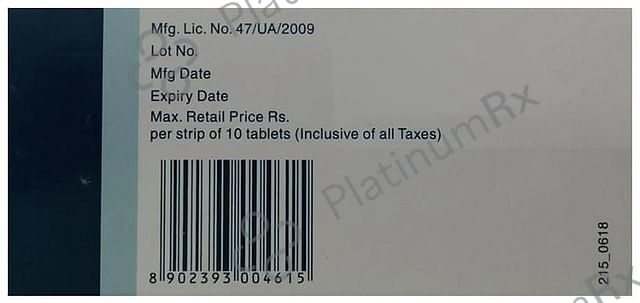 Mfg. Lic. No. 47/UA/2009
Lot No.
Mfg Date
Expiry Date
Max. Retail Price Rs.
per strip of 10 tablets (Inclusive of all Taxes)
8 902393 004615
215_0618
PlatinumRx